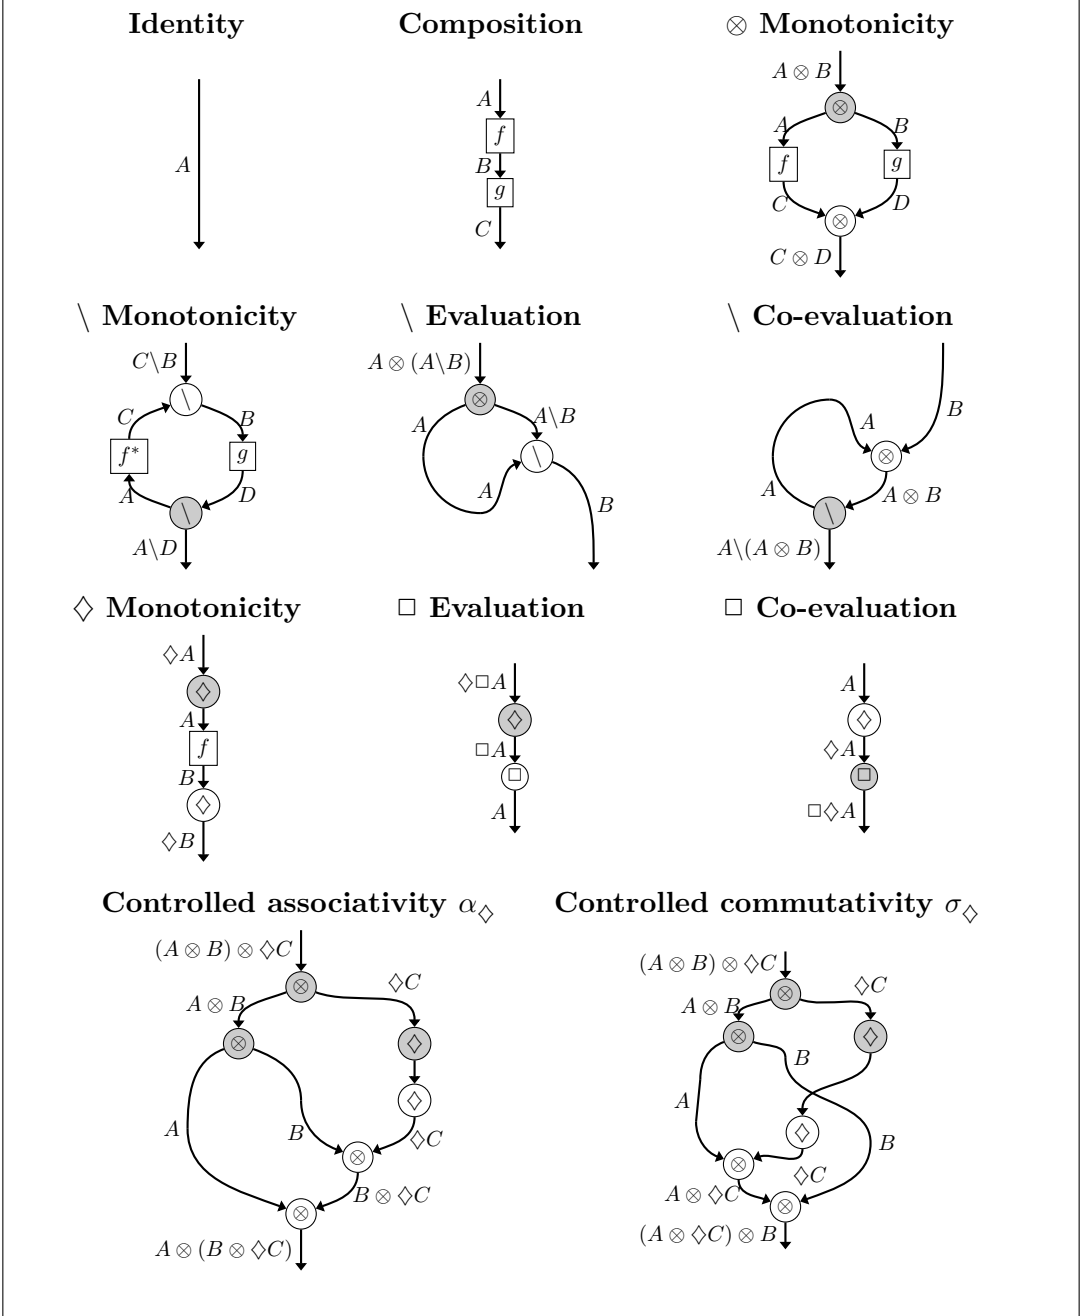 Identity Composition ⊗ Monotonicity
A
A
f
B
g
C
A ⊗ B
⊗
A B
f g
C D
⊗
C ⊗ D
\ Monotonicity \ Evaluation \ Co-evaluation
C\B
\
C B
f* g
A D
\
A\D
A ⊗ (A\B)
⊗
A A\B
\
A B
B
A
⊗
A A ⊗ B
\
A\(A ⊗ B)
◇ Monotonicity □ Evaluation □ Co-evaluation
◇A
◇
A
f
B
◇
◇B
◇□A
◇
□A
□
A
A
◇
◇A
□
□◇A
Controlled associativity α◇ Controlled commutativity σ◇
(A ⊗ B) ⊗ ◇C
⊗
A ⊗ B ◇C
⊗ ◇
◇
A B ◇C
⊗
B ⊗ ◇C
⊗
A ⊗ (B ⊗ ◇C)
(A ⊗ B) ⊗ ◇C
⊗
A ⊗ B ◇C
⊗ ◇
B
A
◇ B
⊗
◇C
A ⊗ ◇C
⊗
(A ⊗ ◇C) ⊗ B